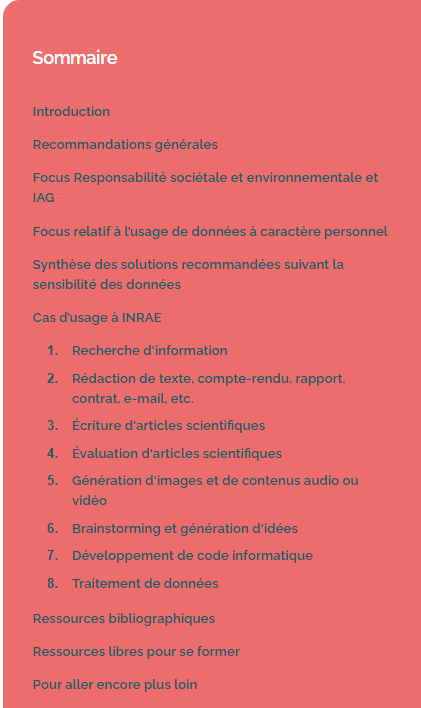 Sommaire
Introduction
Recommandations générales
Focus Responsabilité sociétale et environnementale et
IAG
Focus relatif à l'usage de données à caractère personnel
Synthèse des solutions recommandées suivant la
sensibilité des données
Cas d'usage à INRAE
1. Recherche d'information
2. Rédaction de texte, compte-rendu, rapport,
contrat, e-mail, etc.
3. Écriture d'articles scientifiques
4. Évaluation d'articles scientifiques
5. Génération d'images et de contenus audio ou
vidéo
6. Brainstorming et génération d'idées
7. Développement de code informatique
8. Traitement de données
Ressources bibliographiques
Ressources libres pour se former
Pour aller encore plus loin